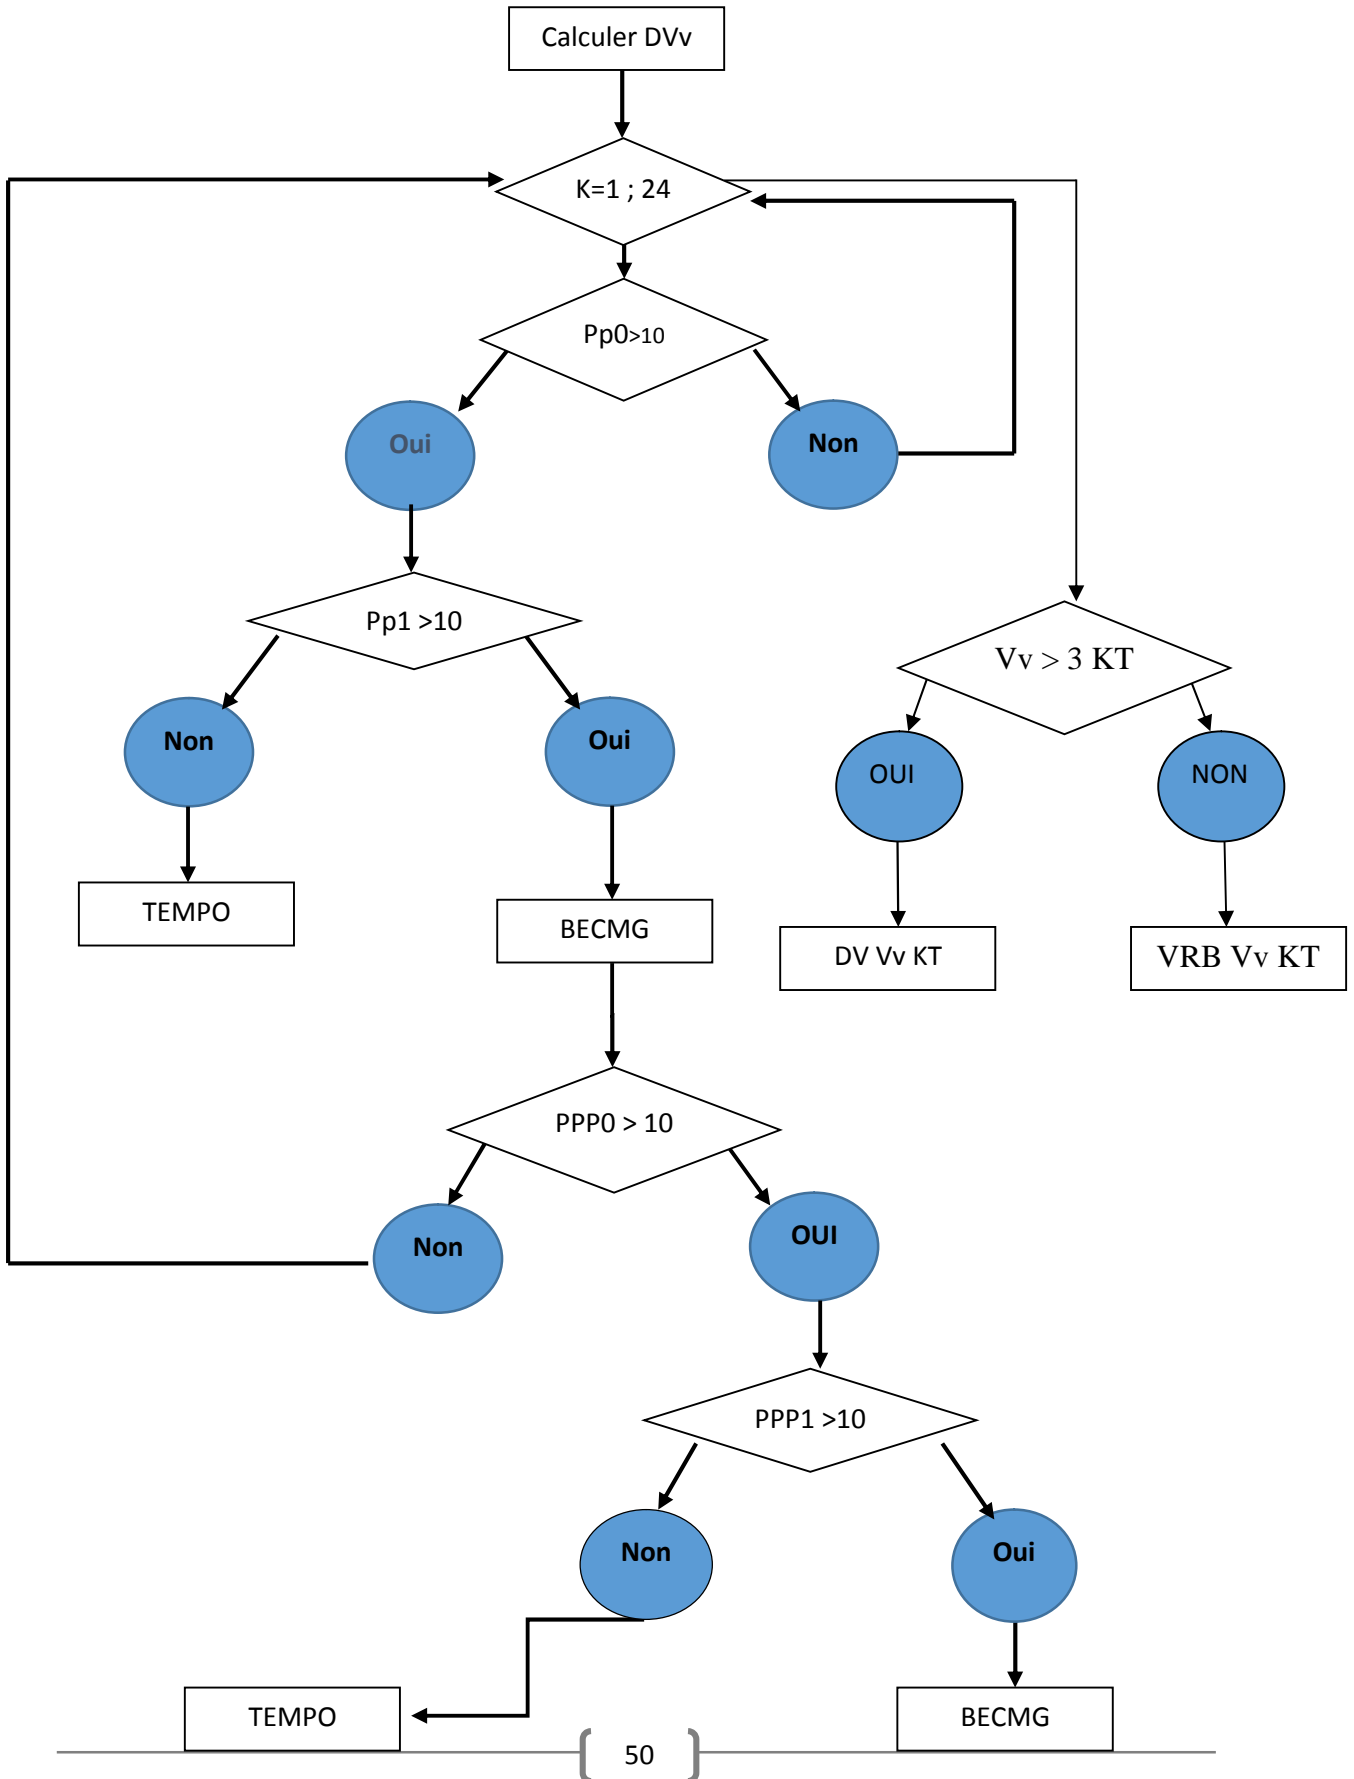 Calculer DVv
K=1 ; 24
Pp0>10
Oui
Non
Pp1 >10
Vv > 3 KT
Non
Oui
OUI
NON
TEMPO
BECMG
DV Vv KT
VRB Vv KT
PPP0 > 10
Non
OUI
PPP1 >10
Non
Oui
TEMPO
BECMG
50